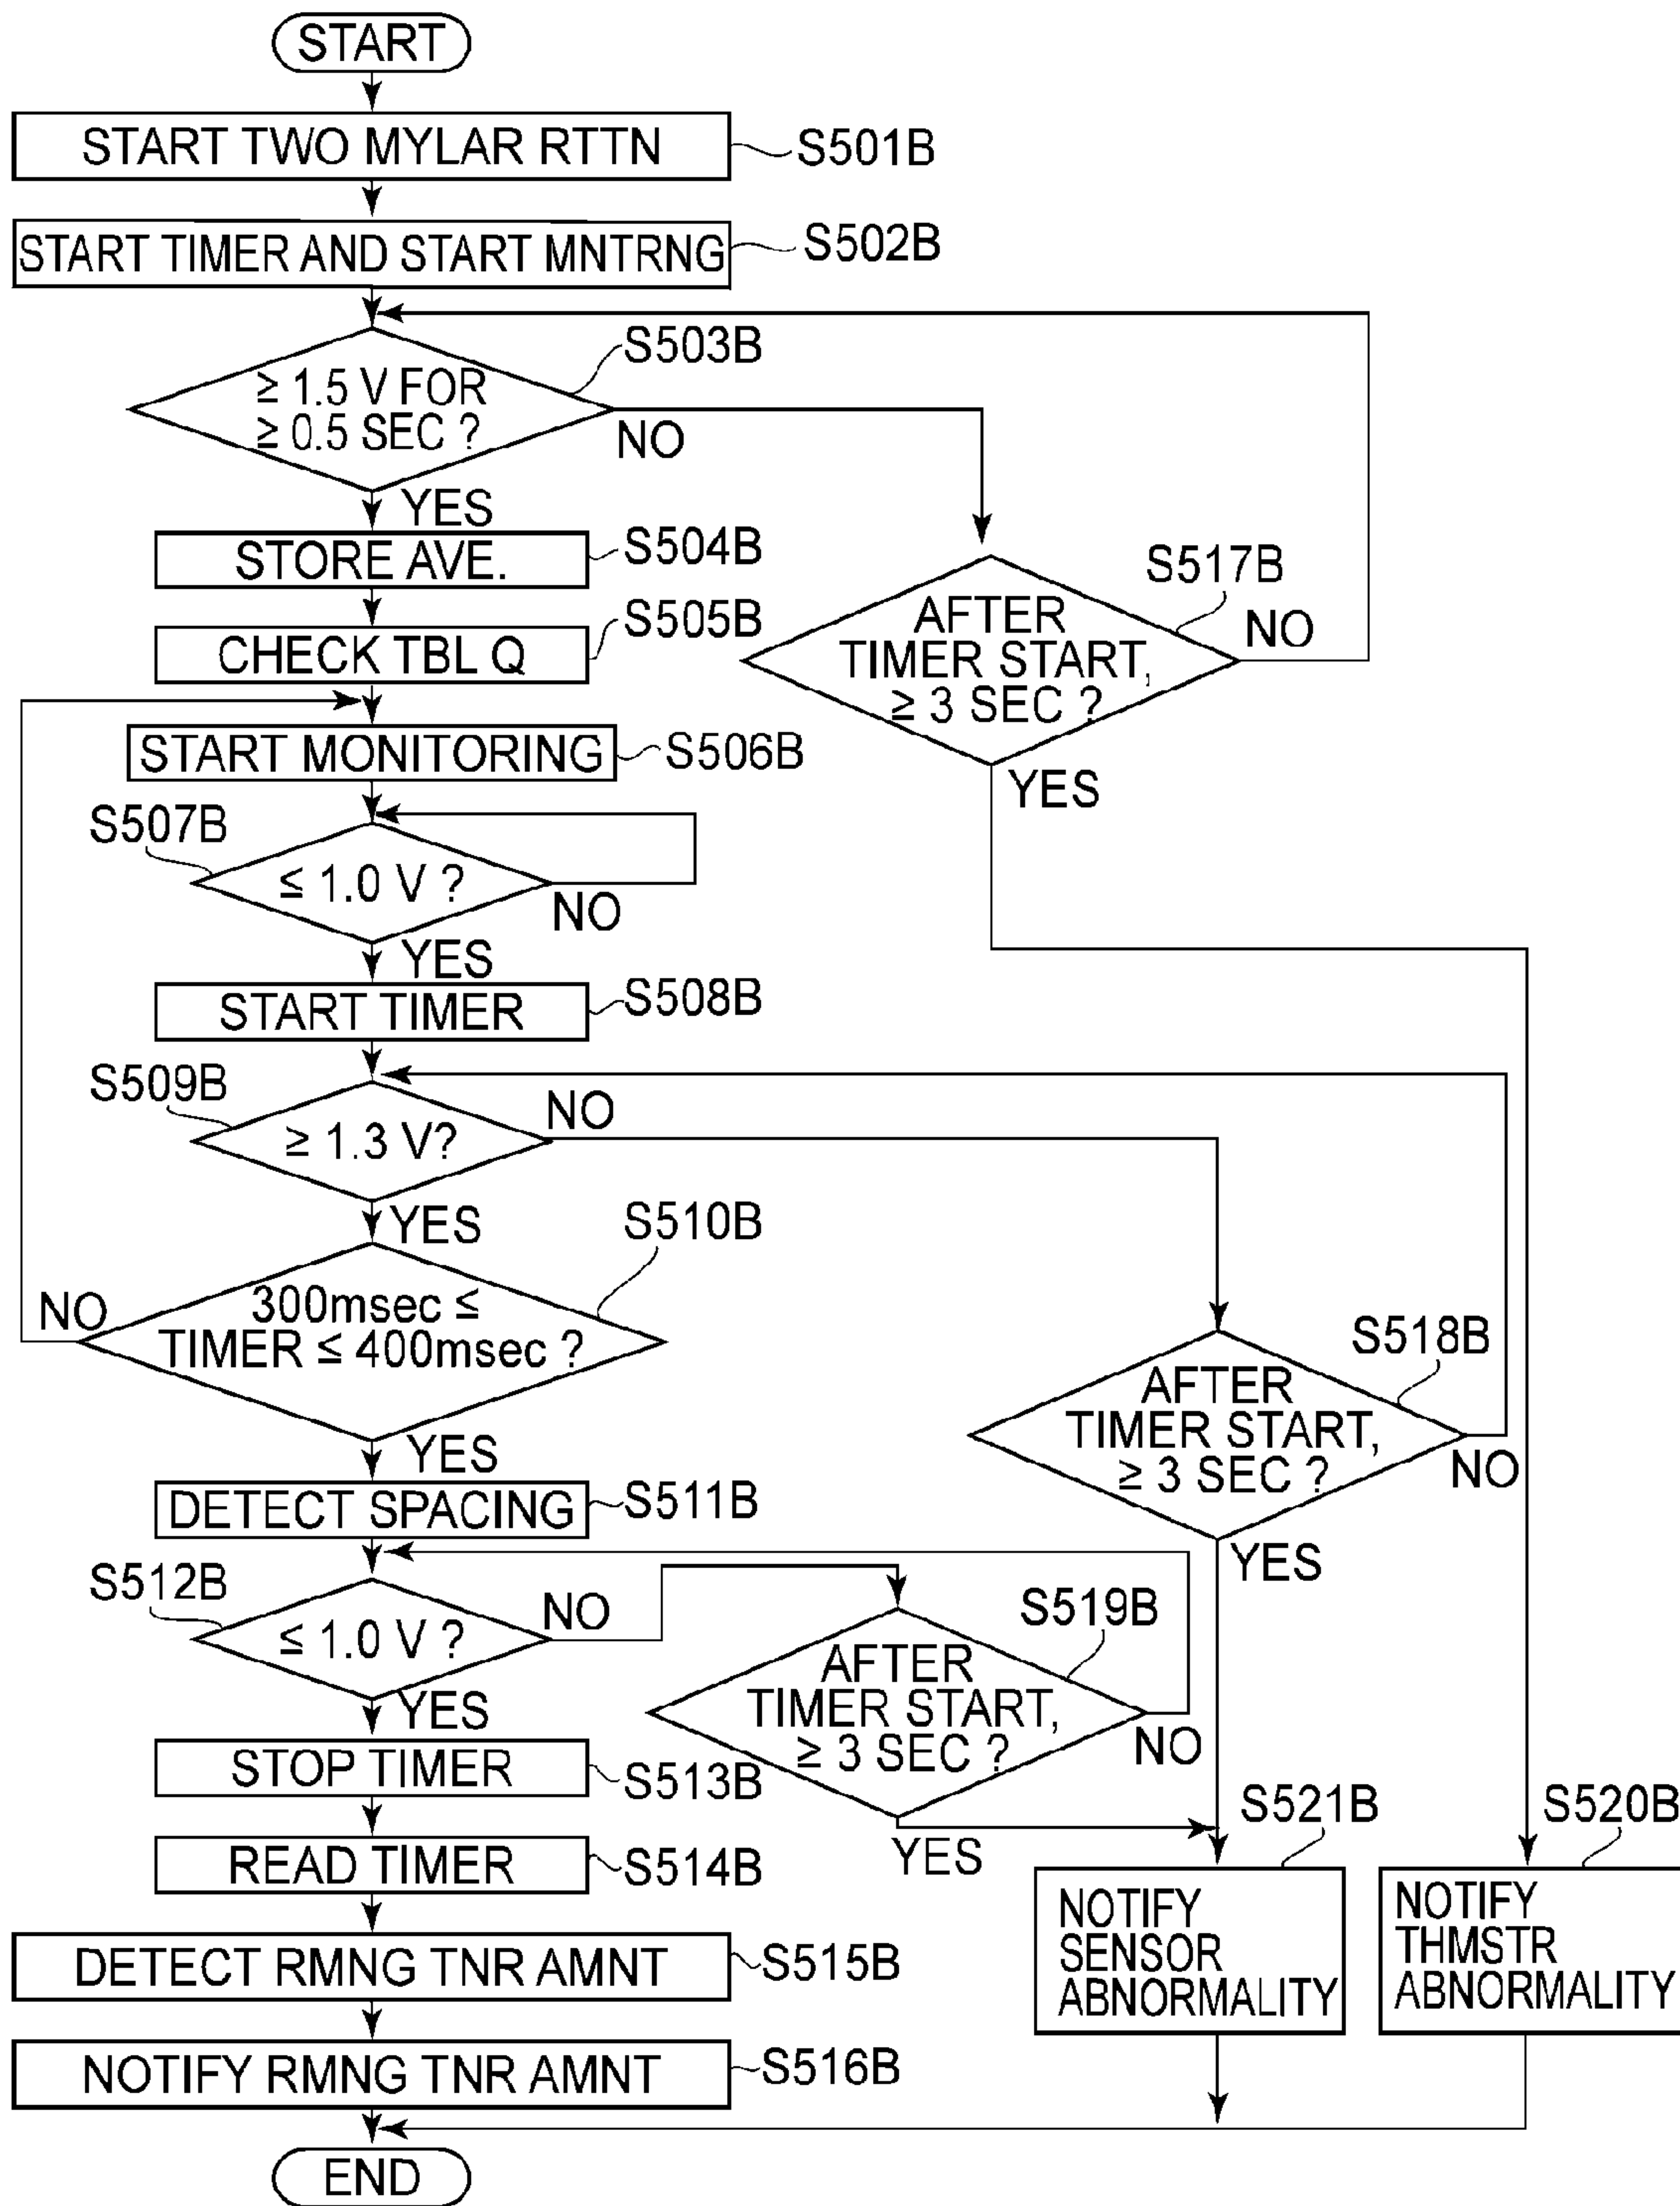 START
START TWO MYLAR RTTN
S501B
START TIMER AND START MNTRNG
S502B
S503B
≥ 1.5 V FOR
≥ 0.5 SEC ?
NO
YES
STORE AVE.
S504B
S517B
AFTER
TIMER START,
≥ 3 SEC ?
NO
YES
CHECK TBL Q
S505B
START MONITORING
S506B
S507B
≤ 1.0 V ?
NO
YES
START TIMER
S508B
S509B
≥ 1.3 V?
NO
YES
S510B
300msec ≤
TIMER ≤ 400msec ?
NO
YES
S518B
AFTER
TIMER START,
≥ 3 SEC ?
NO
YES
DETECT SPACING
S511B
S512B
≤ 1.0 V ?
NO
YES
S519B
AFTER
TIMER START,
≥ 3 SEC ?
NO
YES
STOP TIMER
S513B
READ TIMER
S514B
S521B
NOTIFY
SENSOR
ABNORMALITY
S520B
NOTIFY
THMSTR
ABNORMALITY
DETECT RMNG TNR AMNT
S515B
NOTIFY RMNG TNR AMNT
S516B
END